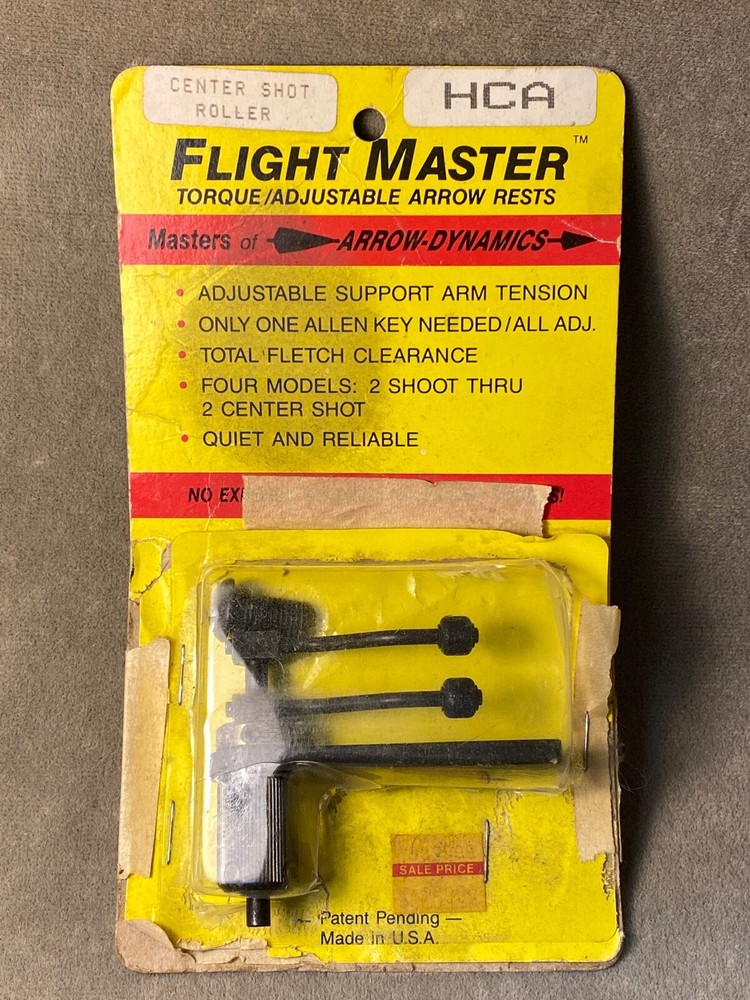 CENTER SHOT
ROLLER
HCA
FLIGHT MASTER™
TORQUE/ADJUSTABLE ARROW RESTS
Masters of ARROW-DYNAMICS
• ADJUSTABLE SUPPORT ARM TENSION
• ONLY ONE ALLEN KEY NEEDED/ALL ADJ.
• TOTAL FLETCH CLEARANCE
• FOUR MODELS: 2 SHOOT THRU
2 CENTER SHOT
• QUIET AND RELIABLE
NO
SALE PRICE
— Patent Pending —
Made in U.S.A.